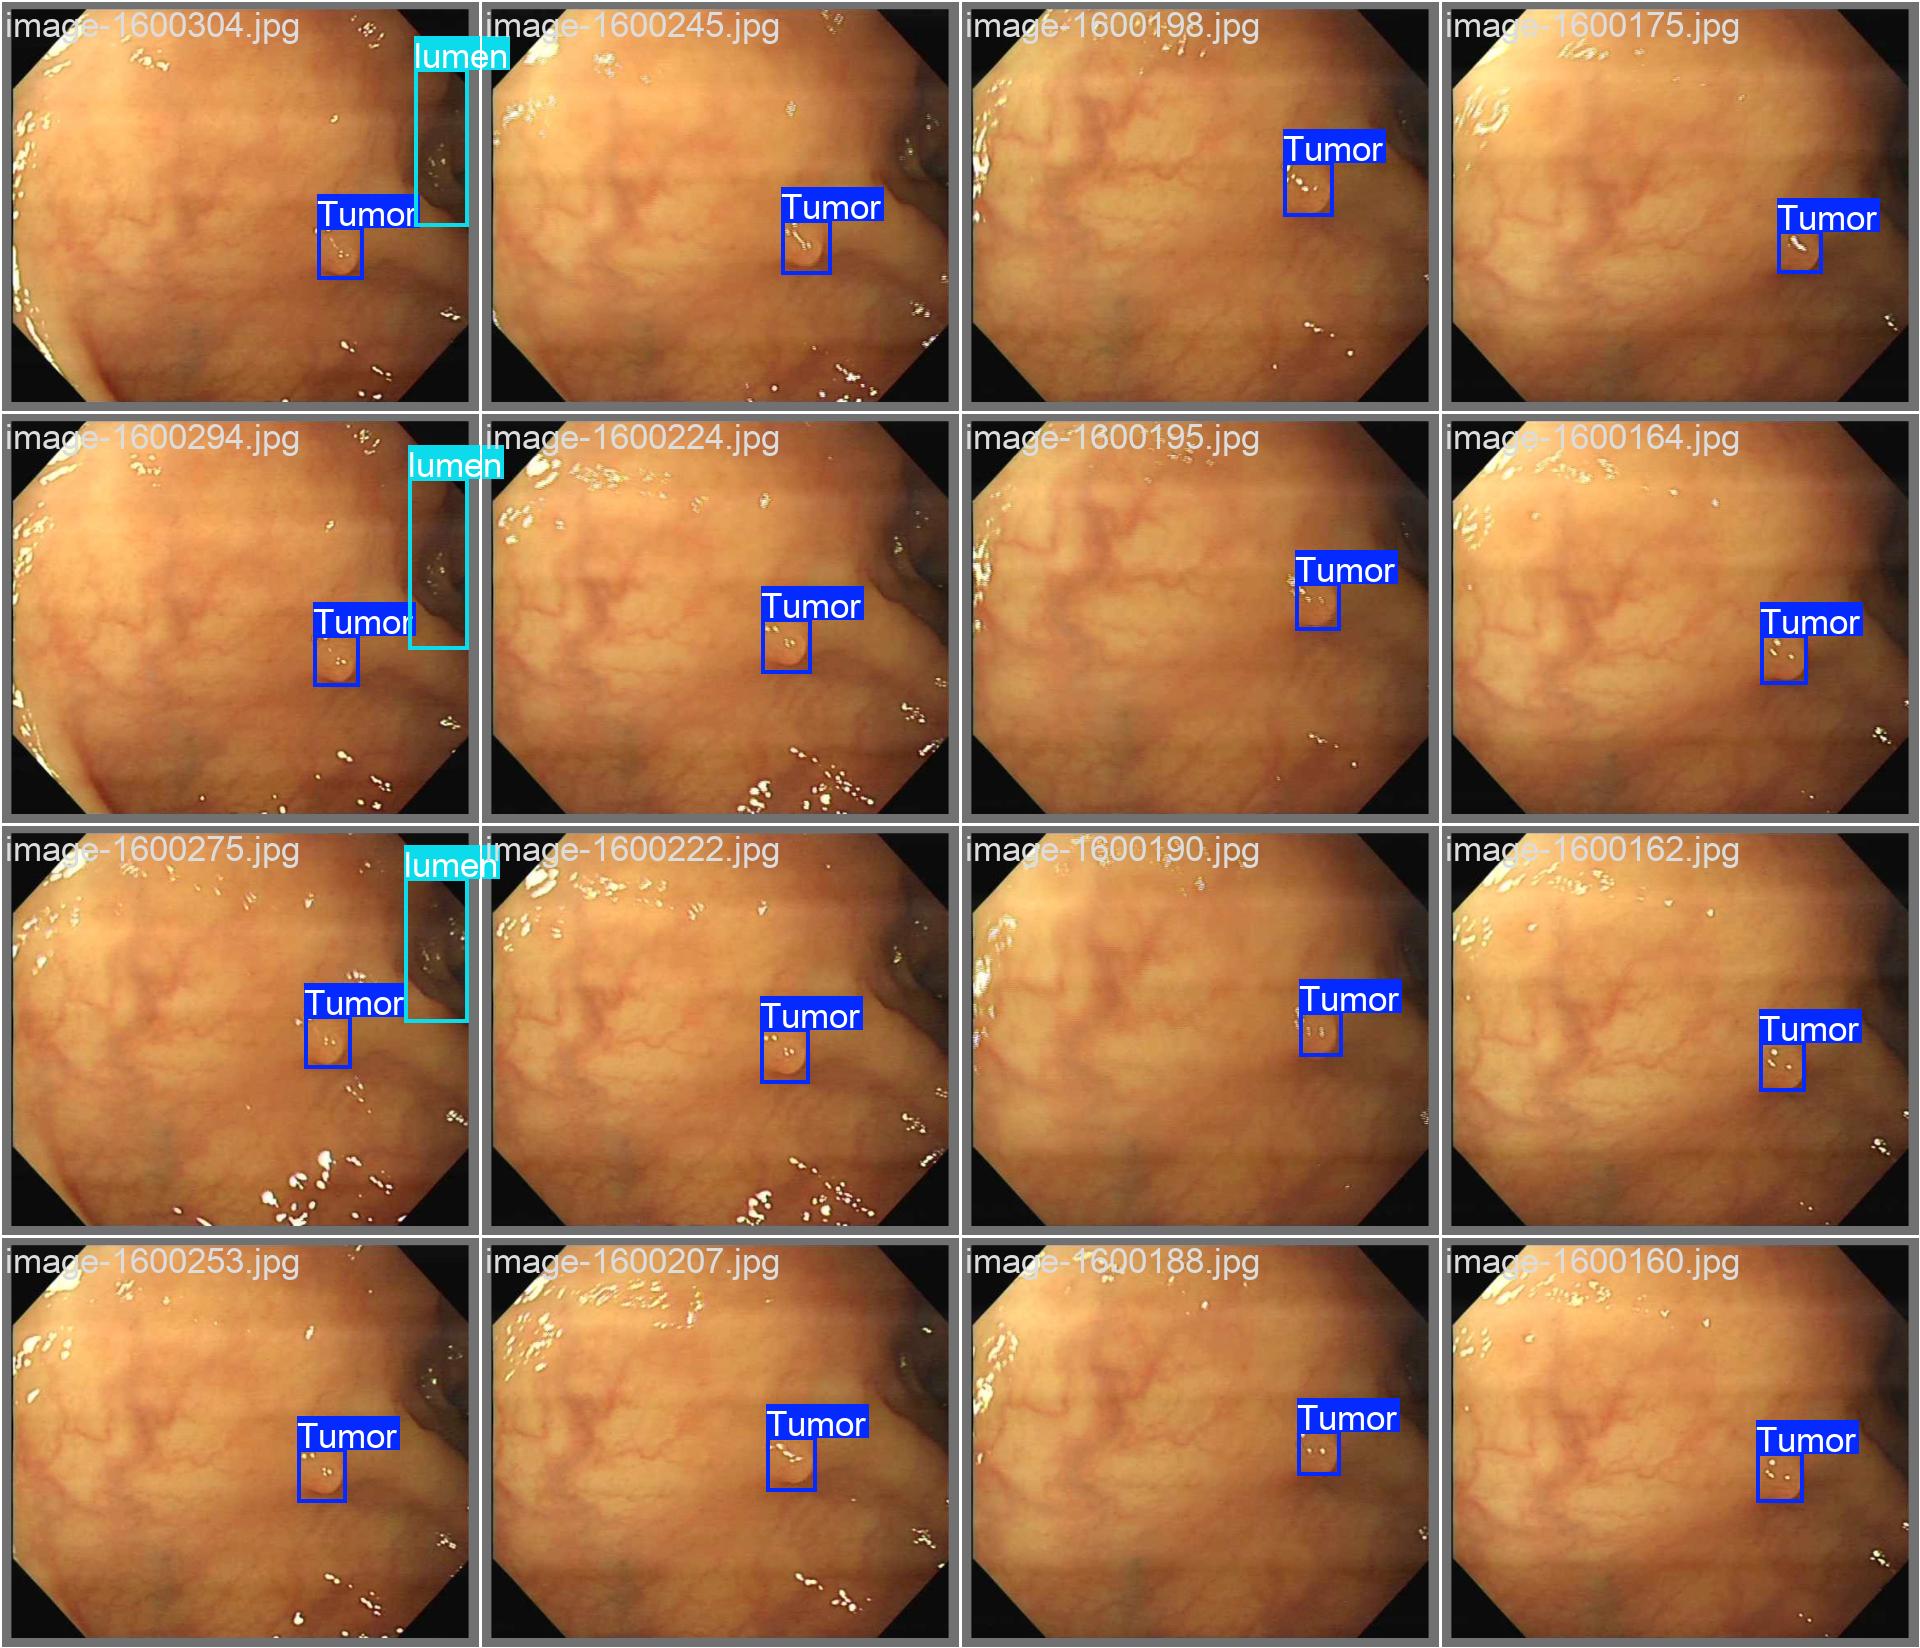 image-1600304.jpg
lumen
Tumor
image-1600245.jpg
Tumor
image-1600198.jpg
Tumor
image-1600175.jpg
Tumor
image-1600294.jpg
lumen
Tumor
image-1600224.jpg
Tumor
image-1600195.jpg
Tumor
image-1600164.jpg
Tumor
image-1600275.jpg
lumen
Tumor
image-1600222.jpg
Tumor
image-1600190.jpg
Tumor
image-1600162.jpg
Tumor
image-1600253.jpg
Tumor
image-1600207.jpg
Tumor
image-1600188.jpg
Tumor
image-1600160.jpg
Tumor